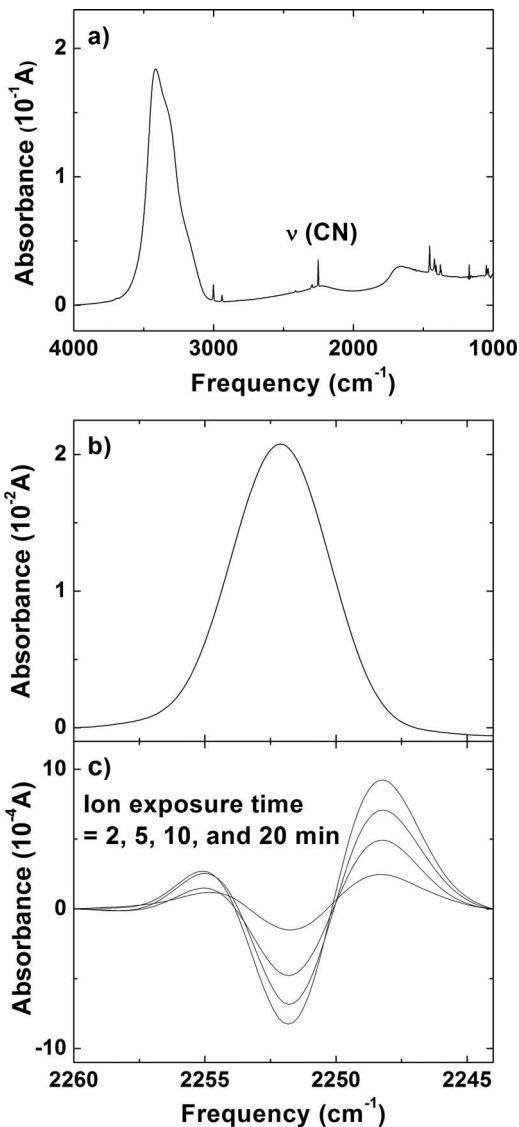 a)
Absorbance (10⁻¹A)
2
1
0
ν (CN)
4000 3000 2000 1000
Frequency (cm⁻¹)
b)
Absorbance (10⁻²A)
2
1
0
c)
Absorbance (10⁻⁴A)
10
0
-10
Ion exposure time
= 2, 5, 10, and 20 min
2260 2255 2250 2245
Frequency (cm⁻¹)